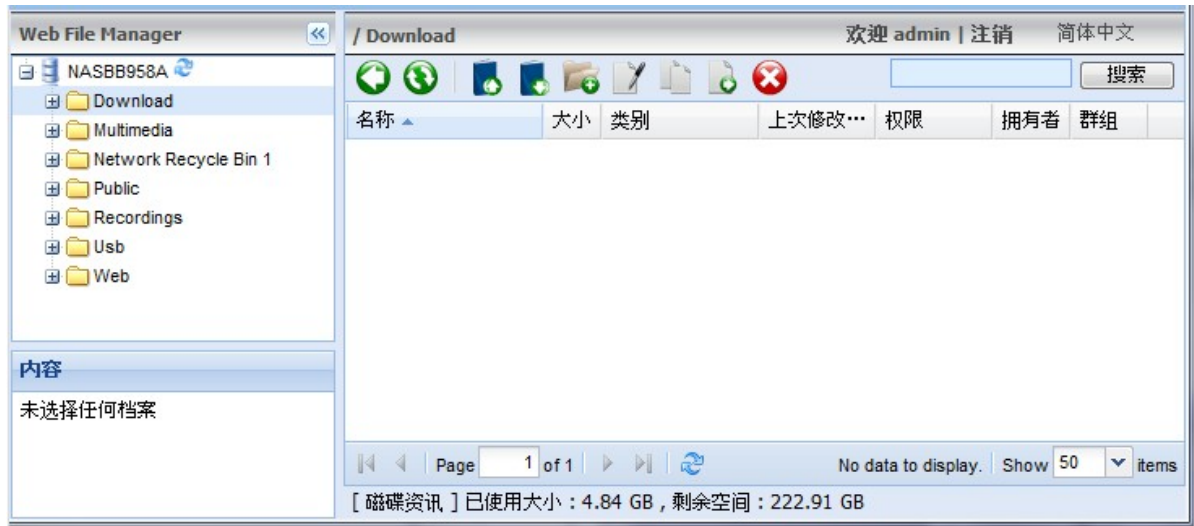 Web File Manager
NASBB958A
Download
Multimedia
Network Recycle Bin 1
Public
Recordings
Usb
Web
内容
未选择任何档案
/ Download
欢迎 admin | 注销
简体中文
搜索
名称 大小 类别 上次修改… 权限 拥有者 群组
Page 1 of 1 No data to display. Show 50 items
[ 磁碟资讯 ] 已使用大小 : 4.84 GB , 剩余空间 : 222.91 GB